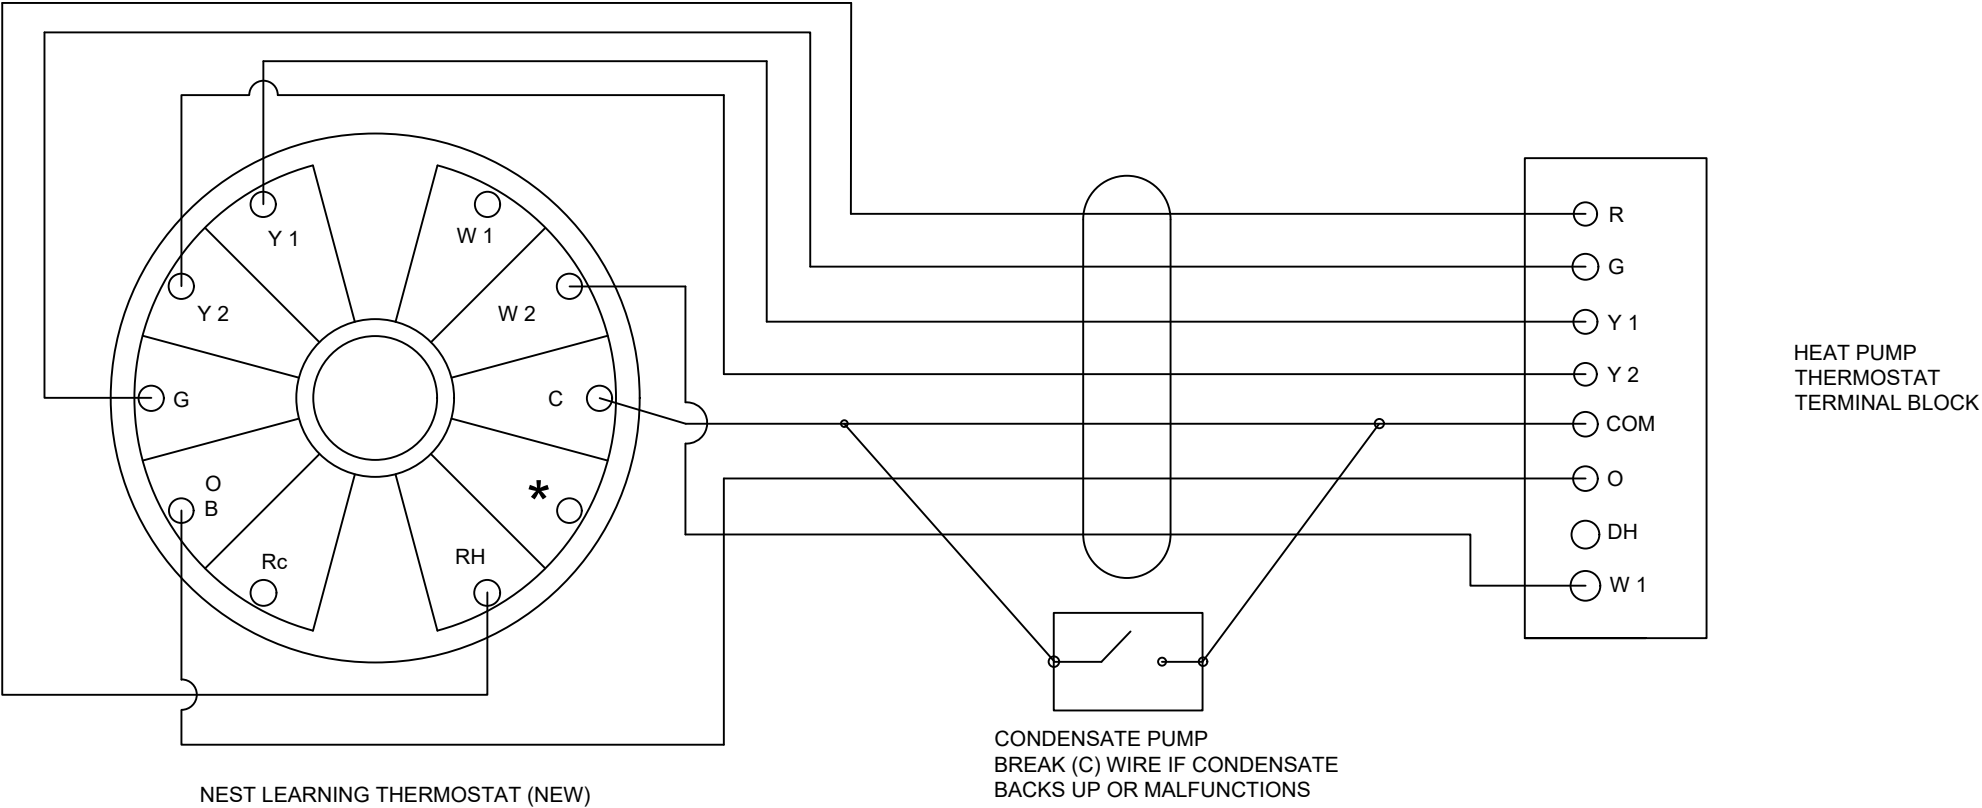 Y 1
W 1
Y 2
W 2
G
C
O
B
*
Rc
RH
NEST LEARNING THERMOSTAT (NEW)
R
G
Y 1
Y 2
COM
O
DH
W 1
HEAT PUMP
THERMOSTAT
TERMINAL BLOCK
CONDENSATE PUMP
BREAK (C) WIRE IF CONDENSATE
BACKS UP OR MALFUNCTIONS